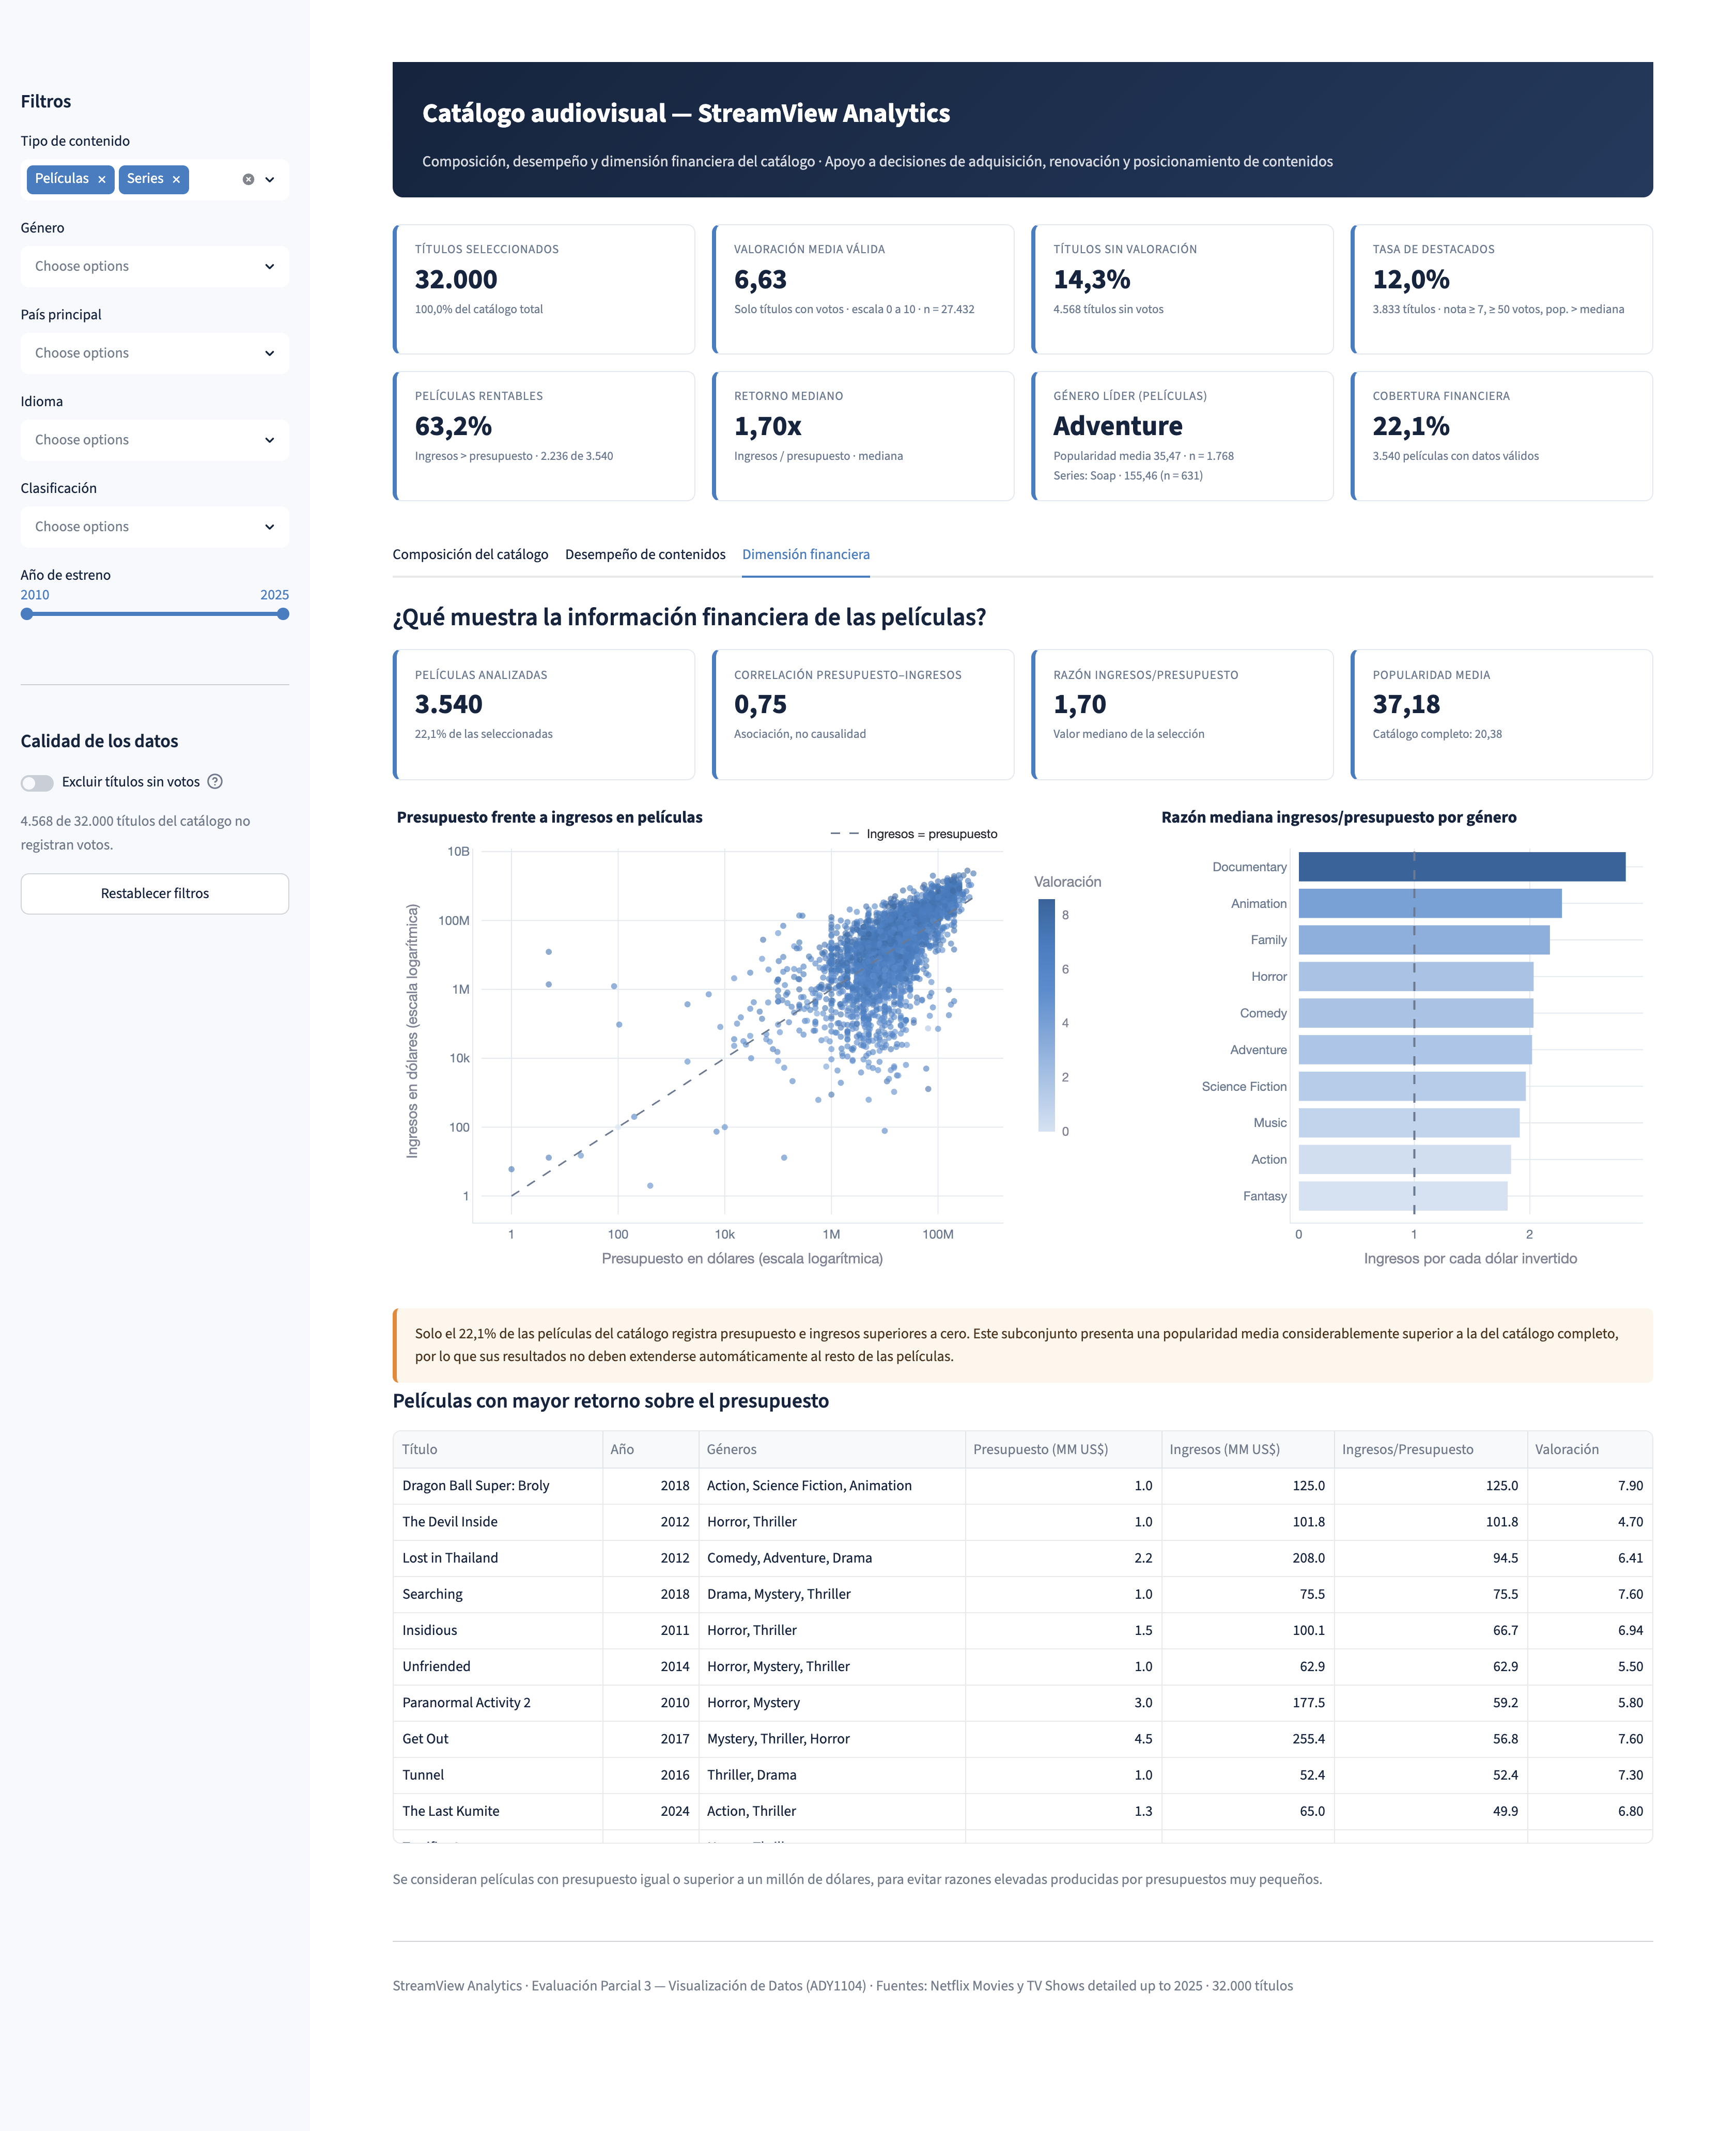 Filtros
Tipo de contenido
Películas × Series ×
Género
Choose options
País principal
Choose options
Idioma
Choose options
Clasificación
Choose options
Año de estreno
2010 2025
Calidad de los datos
Excluir títulos sin votos ?
4.568 de 32.000 títulos del catálogo no
registran votos.
Restablecer filtros
Catálogo audiovisual — StreamView Analytics
Composición, desempeño y dimensión financiera del catálogo · Apoyo a decisiones de adquisición, renovación y posicionamiento de contenidos
TÍTULOS SELECCIONADOS
32.000
100,0% del catálogo total
VALORACIÓN MEDIA VÁLIDA
6,63
Solo títulos con votos · escala 0 a 10 · n = 27.432
TÍTULOS SIN VALORACIÓN
14,3%
4.568 títulos sin votos
TASA DE DESTACADOS
12,0%
3.833 títulos · nota ≥ 7, ≥ 50 votos, pop. > mediana
PELÍCULAS RENTABLES
63,2%
Ingresos > presupuesto · 2.236 de 3.540
RETORNO MEDIANO
1,70x
Ingresos / presupuesto · mediana
GÉNERO LÍDER (PELÍCULAS)
Adventure
Popularidad media 35,47 · n = 1.768
Series: Soap · 155,46 (n = 631)
COBERTURA FINANCIERA
22,1%
3.540 películas con datos válidos
Composición del catálogo Desempeño de contenidos Dimensión financiera
¿Qué muestra la información financiera de las películas?
PELÍCULAS ANALIZADAS
3.540
22,1% de las seleccionadas
CORRELACIÓN PRESUPUESTO–INGRESOS
0,75
Asociación, no causalidad
RAZÓN INGRESOS/PRESUPUESTO
1,70
Valor mediano de la selección
POPULARIDAD MEDIA
37,18
Catálogo completo: 20,38
Presupuesto frente a ingresos en películas
Ingresos = presupuesto
Ingresos en dólares (escala logarítmica)
10B
100M
1M
10k
100
1
1 100 10k 1M 100M
Presupuesto en dólares (escala logarítmica)
Valoración
8
6
4
2
0
Razón mediana ingresos/presupuesto por género
Documentary
Animation
Family
Horror
Comedy
Adventure
Science Fiction
Music
Action
Fantasy
0 1 2
Ingresos por cada dólar invertido
Solo el 22,1% de las películas del catálogo registra presupuesto e ingresos superiores a cero. Este subconjunto presenta una popularidad media considerablemente superior a la del catálogo completo,
por lo que sus resultados no deben extenderse automáticamente al resto de las películas.
Películas con mayor retorno sobre el presupuesto
Título Año Géneros Presupuesto (MM US$) Ingresos (MM US$) Ingresos/Presupuesto Valoración
Dragon Ball Super: Broly 2018 Action, Science Fiction, Animation 1.0 125.0 125.0 7.90
The Devil Inside 2012 Horror, Thriller 1.0 101.8 101.8 4.70
Lost in Thailand 2012 Comedy, Adventure, Drama 2.2 208.0 94.5 6.41
Searching 2018 Drama, Mystery, Thriller 1.0 75.5 75.5 7.60
Insidious 2011 Horror, Thriller 1.5 100.1 66.7 6.94
Unfriended 2014 Horror, Mystery, Thriller 1.0 62.9 62.9 5.50
Paranormal Activity 2 2010 Horror, Mystery 3.0 177.5 59.2 5.80
Get Out 2017 Mystery, Thriller, Horror 4.5 255.4 56.8 7.60
Tunnel 2016 Thriller, Drama 1.0 52.4 52.4 7.30
The Last Kumite 2024 Action, Thriller 1.3 65.0 49.9 6.80
Se consideran películas con presupuesto igual o superior a un millón de dólares, para evitar razones elevadas producidas por presupuestos muy pequeños.
StreamView Analytics · Evaluación Parcial 3 — Visualización de Datos (ADY1104) · Fuentes: Netflix Movies y TV Shows detailed up to 2025 · 32.000 títulos